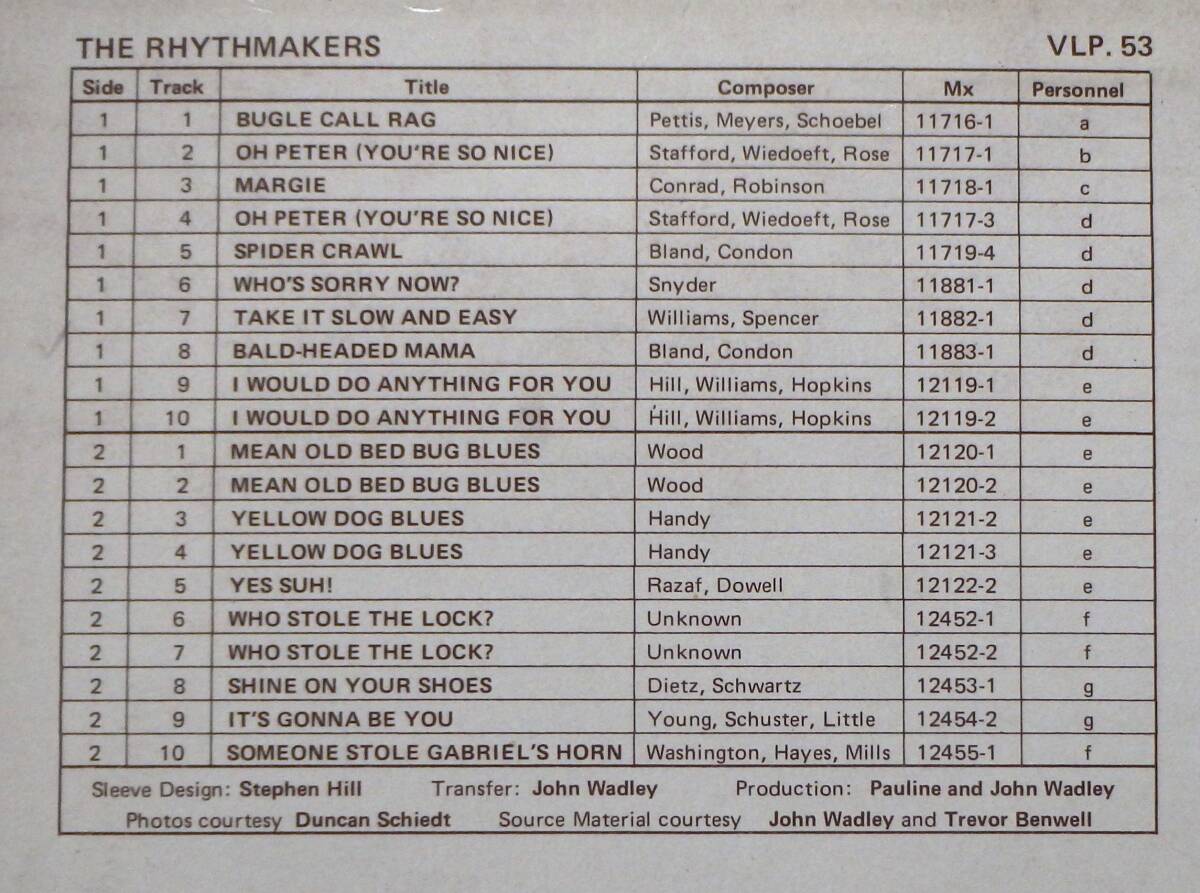 THE RHYTHMAKERS VLP. 53
Side Track Title Composer Mx Personnel
1 1 BUGLE CALL RAG Pettis, Meyers, Schoebel 11716-1 a
1 2 OH PETER (YOU'RE SO NICE) Stafford, Wiedoeft, Rose 11717-1 b
1 3 MARGIE Conrad, Robinson 11718-1 c
1 4 OH PETER (YOU'RE SO NICE) Stafford, Wiedoeft, Rose 11717-3 d
1 5 SPIDER CRAWL Bland, Condon 11719-4 d
1 6 WHO'S SORRY NOW? Snyder 11881-1 d
1 7 TAKE IT SLOW AND EASY Williams, Spencer 11882-1 d
1 8 BALD-HEADED MAMA Bland, Condon 11883-1 d
1 9 I WOULD DO ANYTHING FOR YOU Hill, Williams, Hopkins 12119-1 e
1 10 I WOULD DO ANYTHING FOR YOU Hill, Williams, Hopkins 12119-2 e
2 1 MEAN OLD BED BUG BLUES Wood 12120-1 e
2 2 MEAN OLD BED BUG BLUES Wood 12120-2 e
2 3 YELLOW DOG BLUES Handy 12121-2 e
2 4 YELLOW DOG BLUES Handy 12121-3 e
2 5 YES SUH! Razaf, Dowell 12122-2 e
2 6 WHO STOLE THE LOCK? Unknown 12452-1 f
2 7 WHO STOLE THE LOCK? Unknown 12452-2 f
2 8 SHINE ON YOUR SHOES Dietz, Schwartz 12453-1 g
2 9 IT'S GONNA BE YOU Young, Schuster, Little 12454-2 g
2 10 SOMEONE STOLE GABRIEL'S HORN Washington, Hayes, Mills 12455-1 f
Sleeve Design: Stephen Hill Transfer: John Wadley Production: Pauline and John Wadley
Photos courtesy Duncan Schiedt Source Material courtesy John Wadley and Trevor Benwell